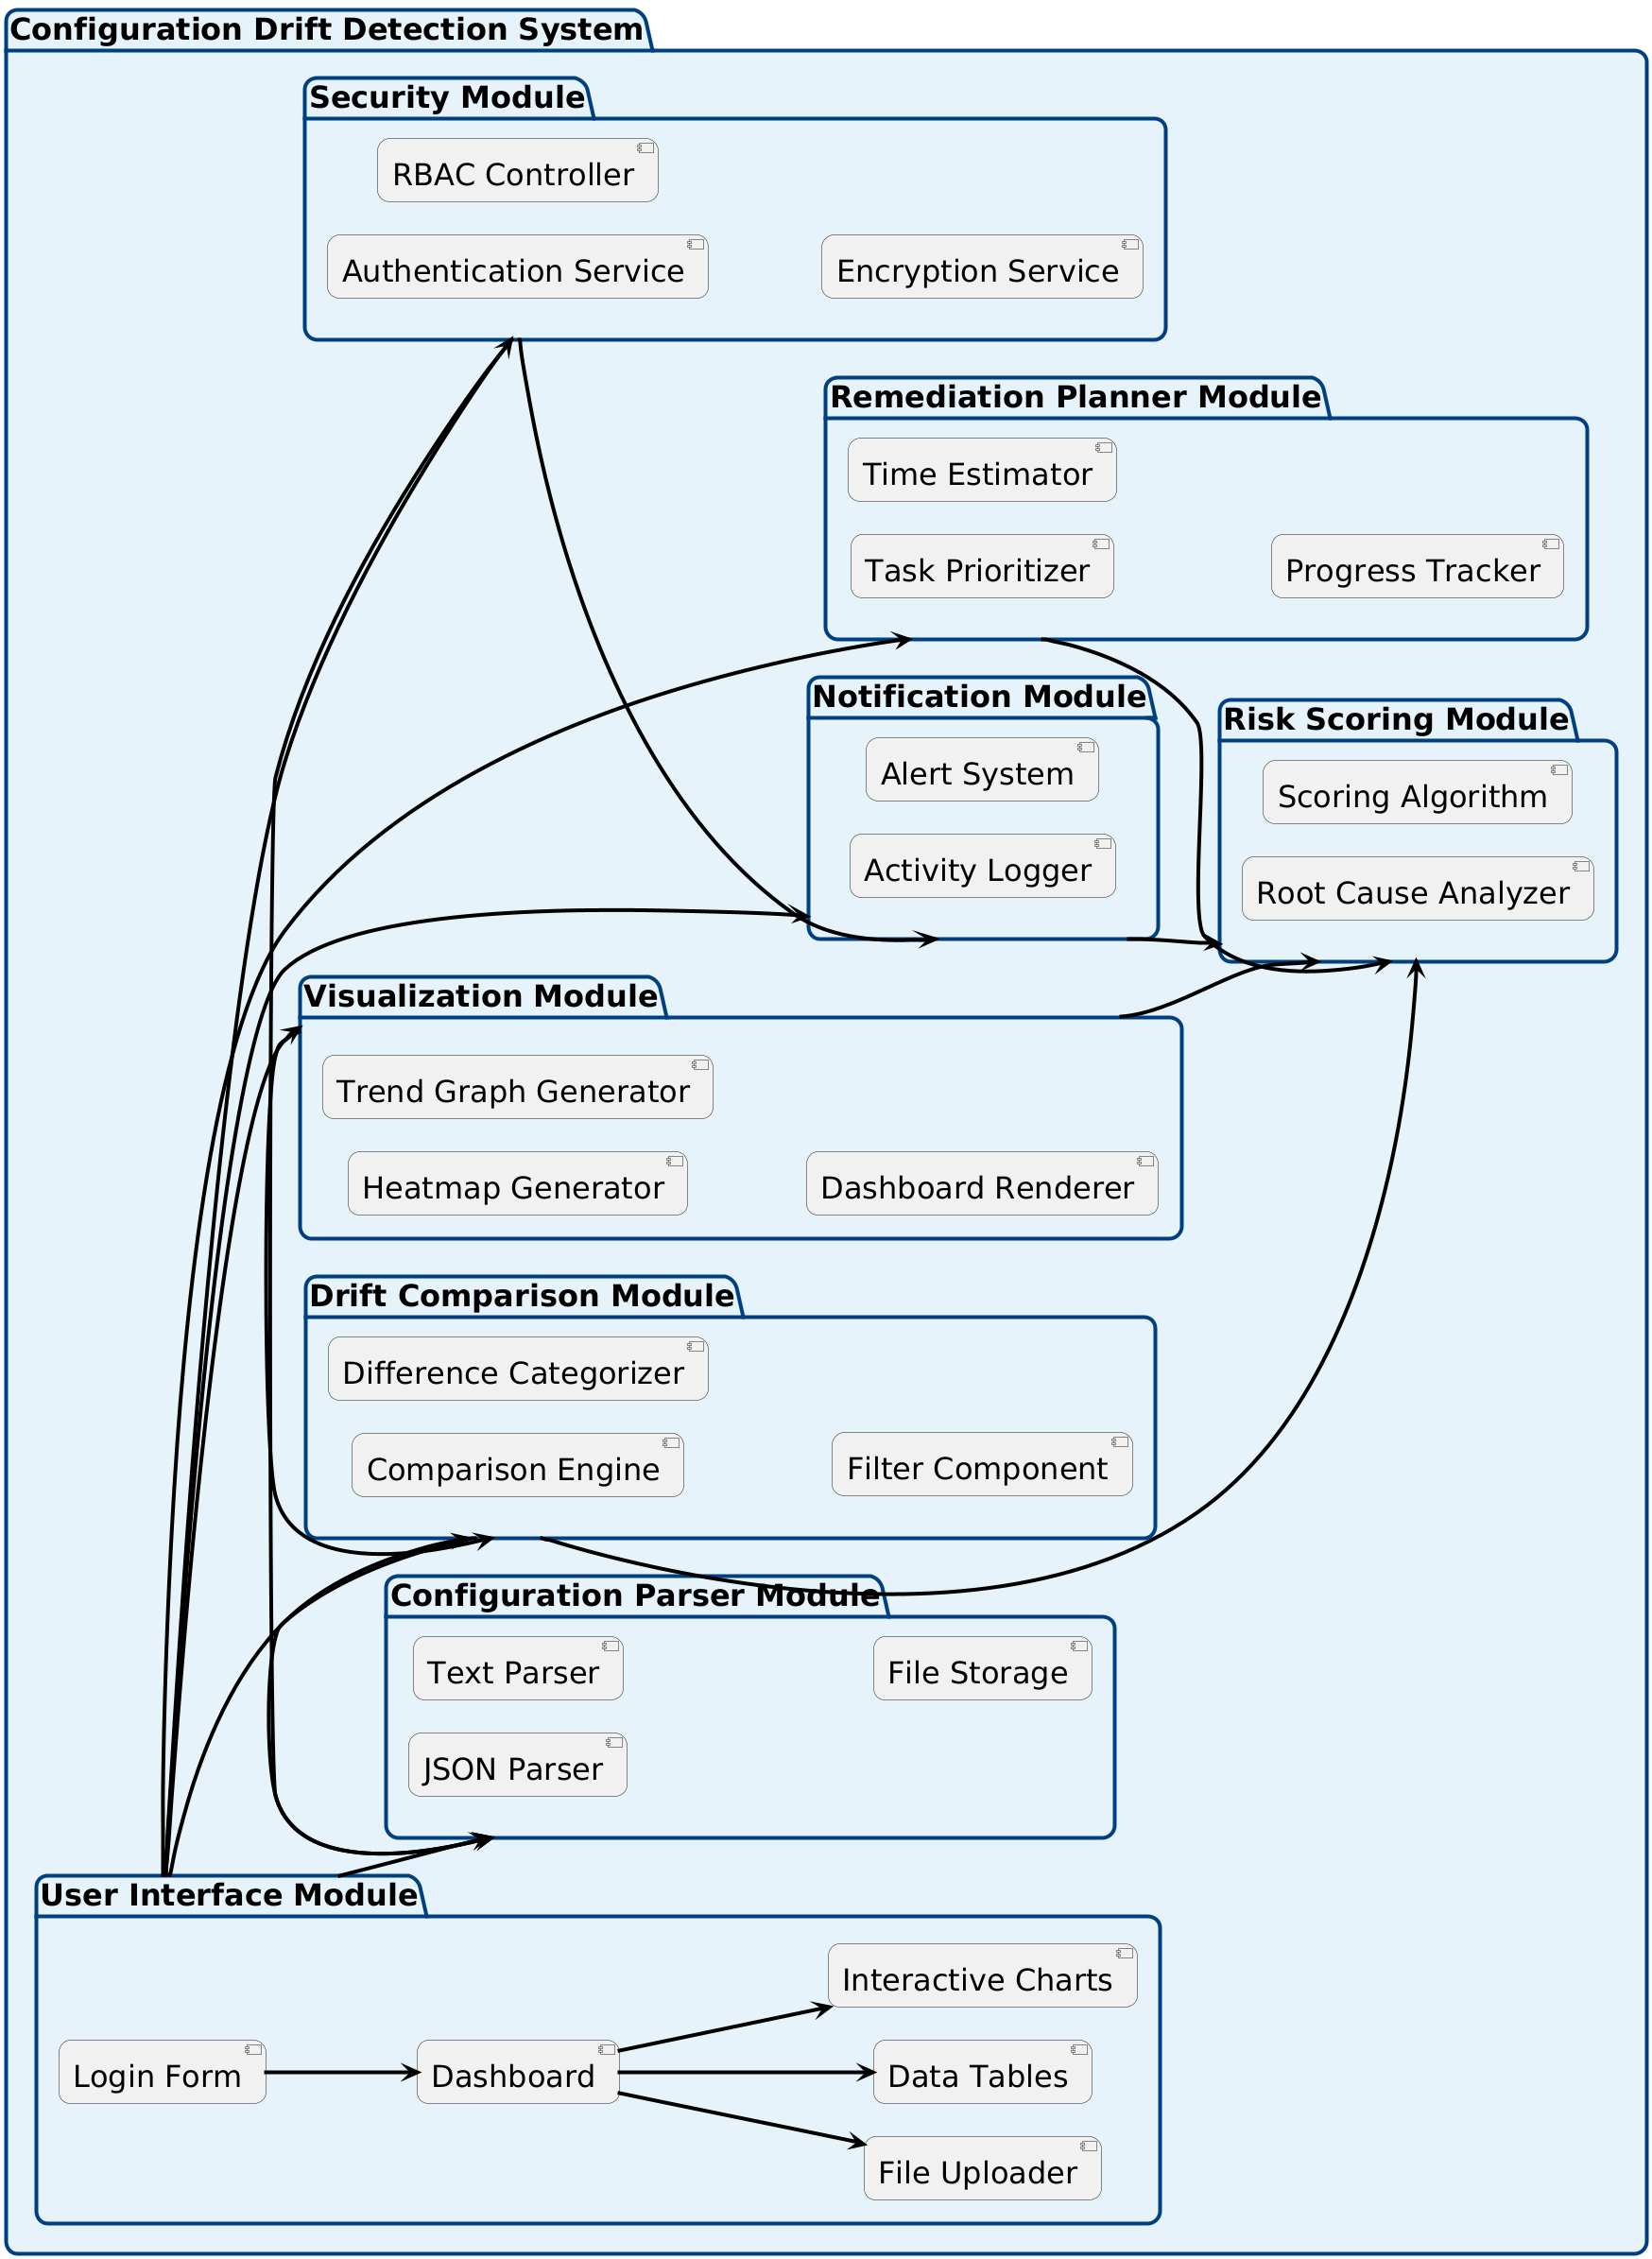 Configuration Drift Detection System
Security Module
RBAC Controller
Authentication Service
Encryption Service
Remediation Planner Module
Time Estimator
Task Prioritizer
Progress Tracker
Notification Module
Alert System
Activity Logger
Risk Scoring Module
Scoring Algorithm
Root Cause Analyzer
Visualization Module
Trend Graph Generator
Heatmap Generator
Dashboard Renderer
Drift Comparison Module
Difference Categorizer
Comparison Engine
Filter Component
Configuration Parser Module
Text Parser
File Storage
JSON Parser
User Interface Module
Interactive Charts
Login Form
Dashboard
Data Tables
File Uploader